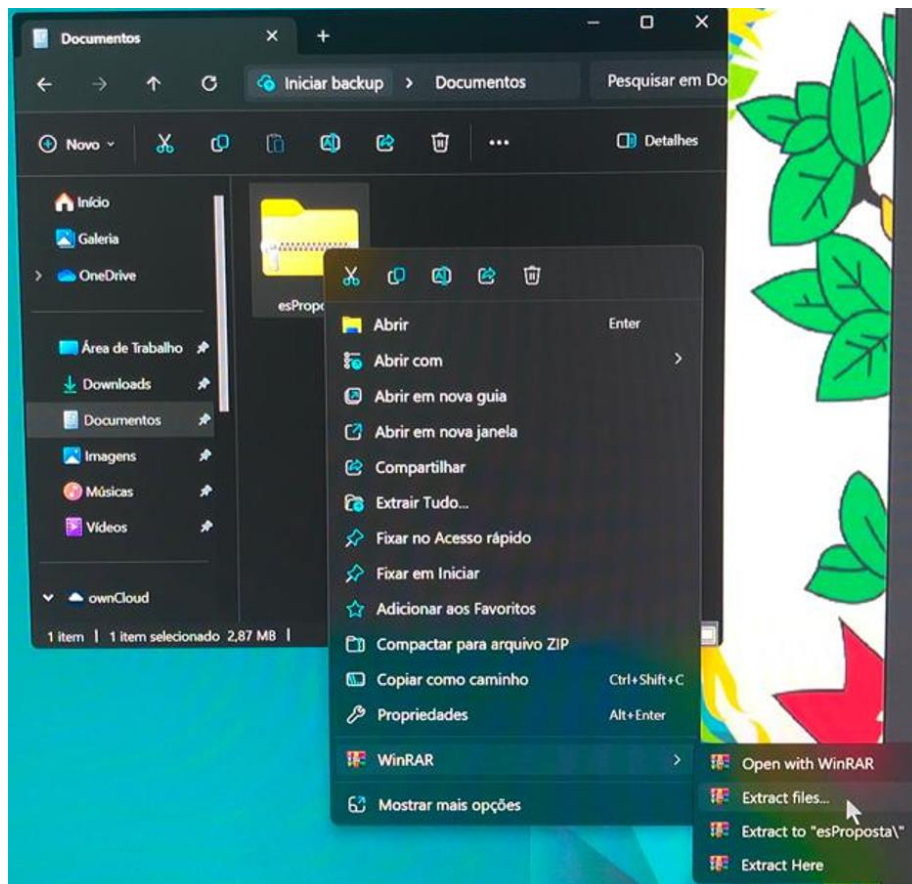 Documentos
Iniciar backup > Documentos
Pesquisar em Do
Novo
Detalhes
Início
Galeria
OneDrive
Área de Trabalho
Downloads
Documentos
Imagens
Músicas
Vídeos
ownCloud
1 item | 1 item selecionado 2,87 MB |
esPropo
Abrir Enter
Abrir com
Abrir em nova guia
Abrir em nova janela
Compartilhar
Extrair Tudo...
Fixar no Acesso rápido
Fixar em Iniciar
Adicionar aos Favoritos
Compactar para arquivo ZIP
Copiar como caminho Ctrl+Shift+C
Propriedades Alt+Enter
WinRAR
Mostrar mais opções
Open with WinRAR
Extract files...
Extract to "esProposta\"
Extract Here